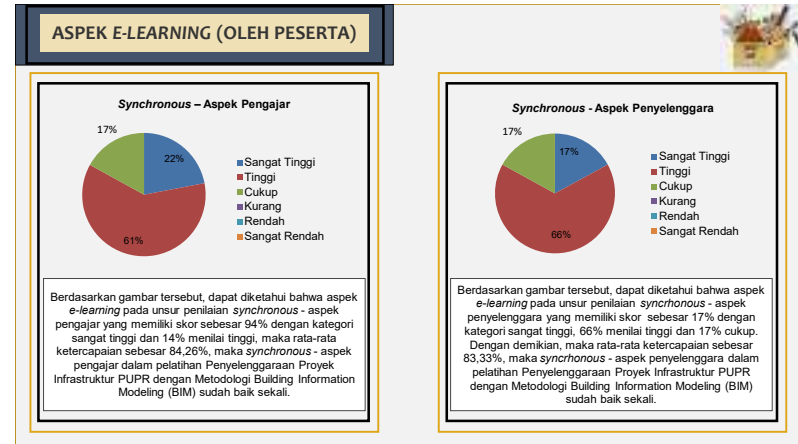 ASPEK E-LEARNING (OLEH PESERTA)
Synchronous – Aspek Pengajar
17%
22%
61%
Sangat Tinggi
Tinggi
Cukup
Kurang
Rendah
Sangat Rendah
Berdasarkan gambar tersebut, dapat diketahui bahwa aspek
e-learning pada unsur penilaian synchronous - aspek
pengajar yang memiliki skor sebesar 94% dengan kategori
sangat tinggi dan 14% menilai tinggi, maka rata-rata
ketercapaian sebesar 84,26%, maka synchronous - aspek
pengajar dalam pelatihan Penyelenggaraan Proyek
Infrastruktur PUPR dengan Metodologi Building Information
Modeling (BIM) sudah baik sekali.
Synchronous - Aspek Penyelenggara
17%
17%
66%
Sangat Tinggi
Tinggi
Cukup
Kurang
Rendah
Sangat Rendah
Berdasarkan gambar tersebut, dapat diketahui bahwa aspek
e-learning pada unsur penilaian syncrhonous - aspek
penyelenggara yang memiliki skor  sebesar 17% dengan
kategori sangat tinggi, 66% menilai tinggi dan 17% cukup.
Dengan demikian, maka rata-rata ketercapaian sebesar
83,33%, maka syncrhonous - aspek penyelenggara dalam
pelatihan Penyelenggaraan Proyek Infrastruktur PUPR
dengan Metodologi Building Information Modeling (BIM)
sudah baik sekali.